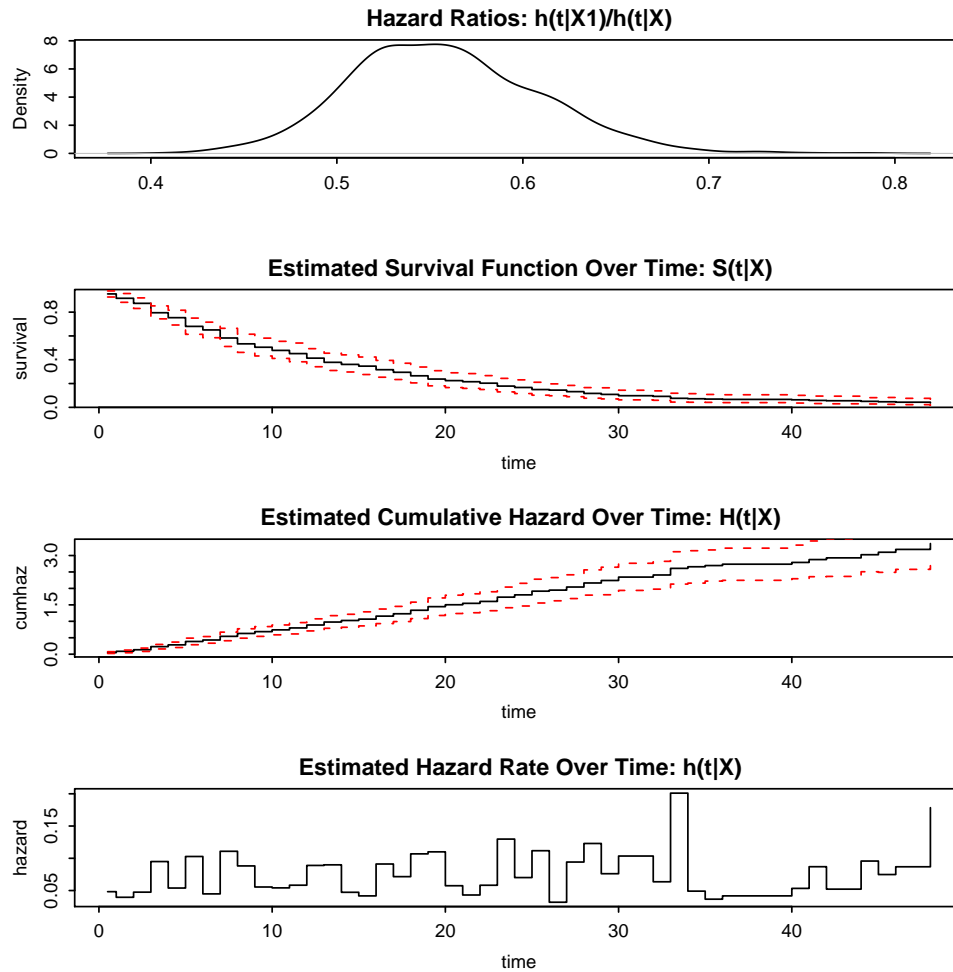 Hazard Ratios: h(t|X1)/h(t|X)
Density
0 2 4 6 8
0.4 0.5 0.6 0.7 0.8
Estimated Survival Function Over Time: S(t|X)
survival
0.0 0.4 0.8
0 10 20 30 40
time
Estimated Cumulative Hazard Over Time: H(t|X)
cumhaz
0.0 1.5 3.0
0 10 20 30 40
time
Estimated Hazard Rate Over Time: h(t|X)
hazard
0.05 0.15
0 10 20 30 40
time